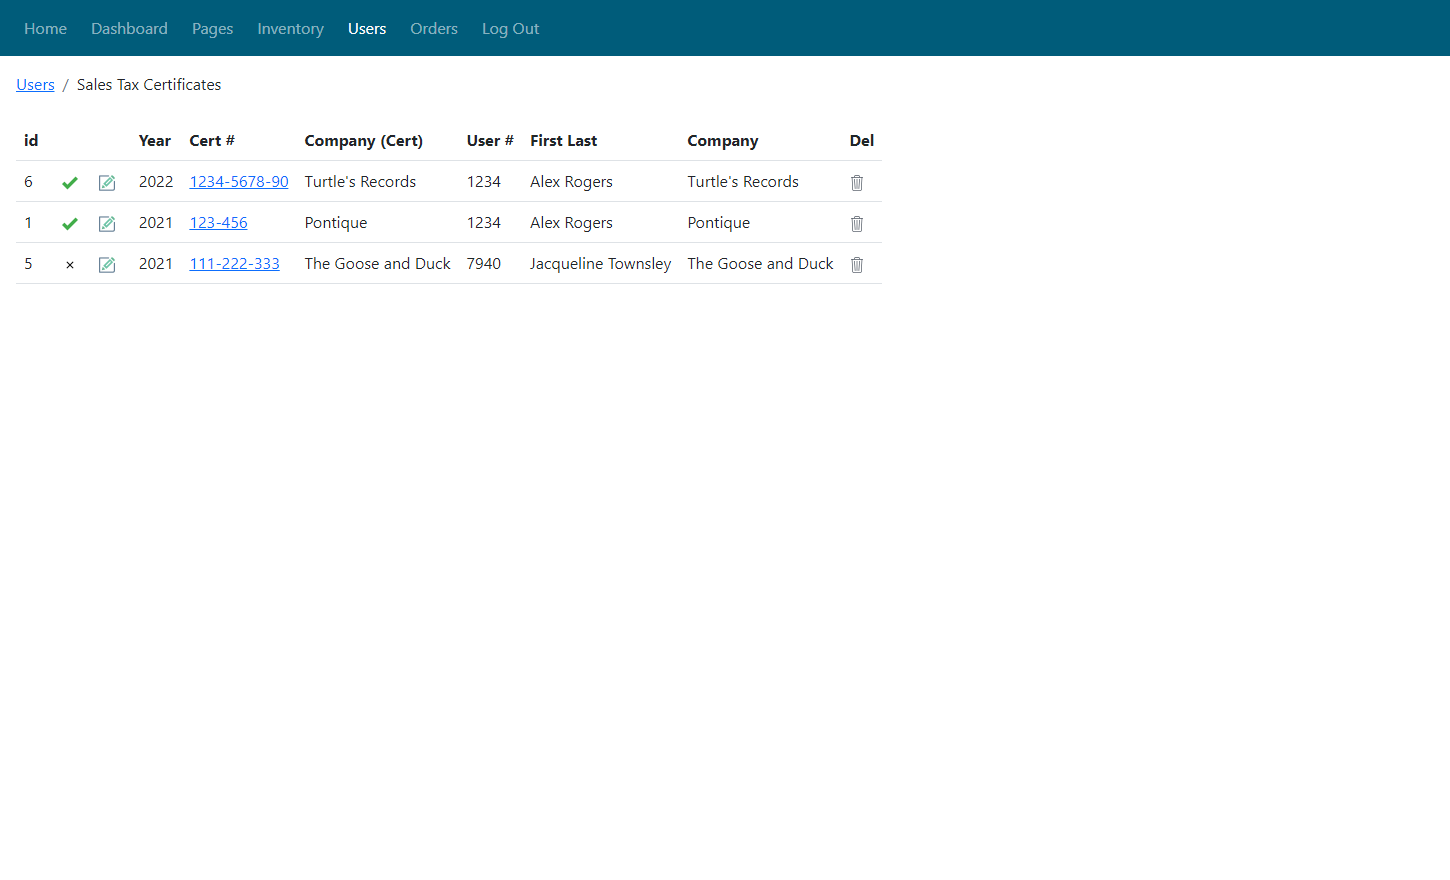 Home Dashboard Pages Inventory Users Orders Log Out
Users / Sales Tax Certificates
id Year Cert # Company (Cert) User # First Last Company Del
6 2022 1234-5678-90 Turtle's Records 1234 Alex Rogers Turtle's Records
1 2021 123-456 Pontique 1234 Alex Rogers Pontique
5 × 2021 111-222-333 The Goose and Duck 7940 Jacqueline Townsley The Goose and Duck